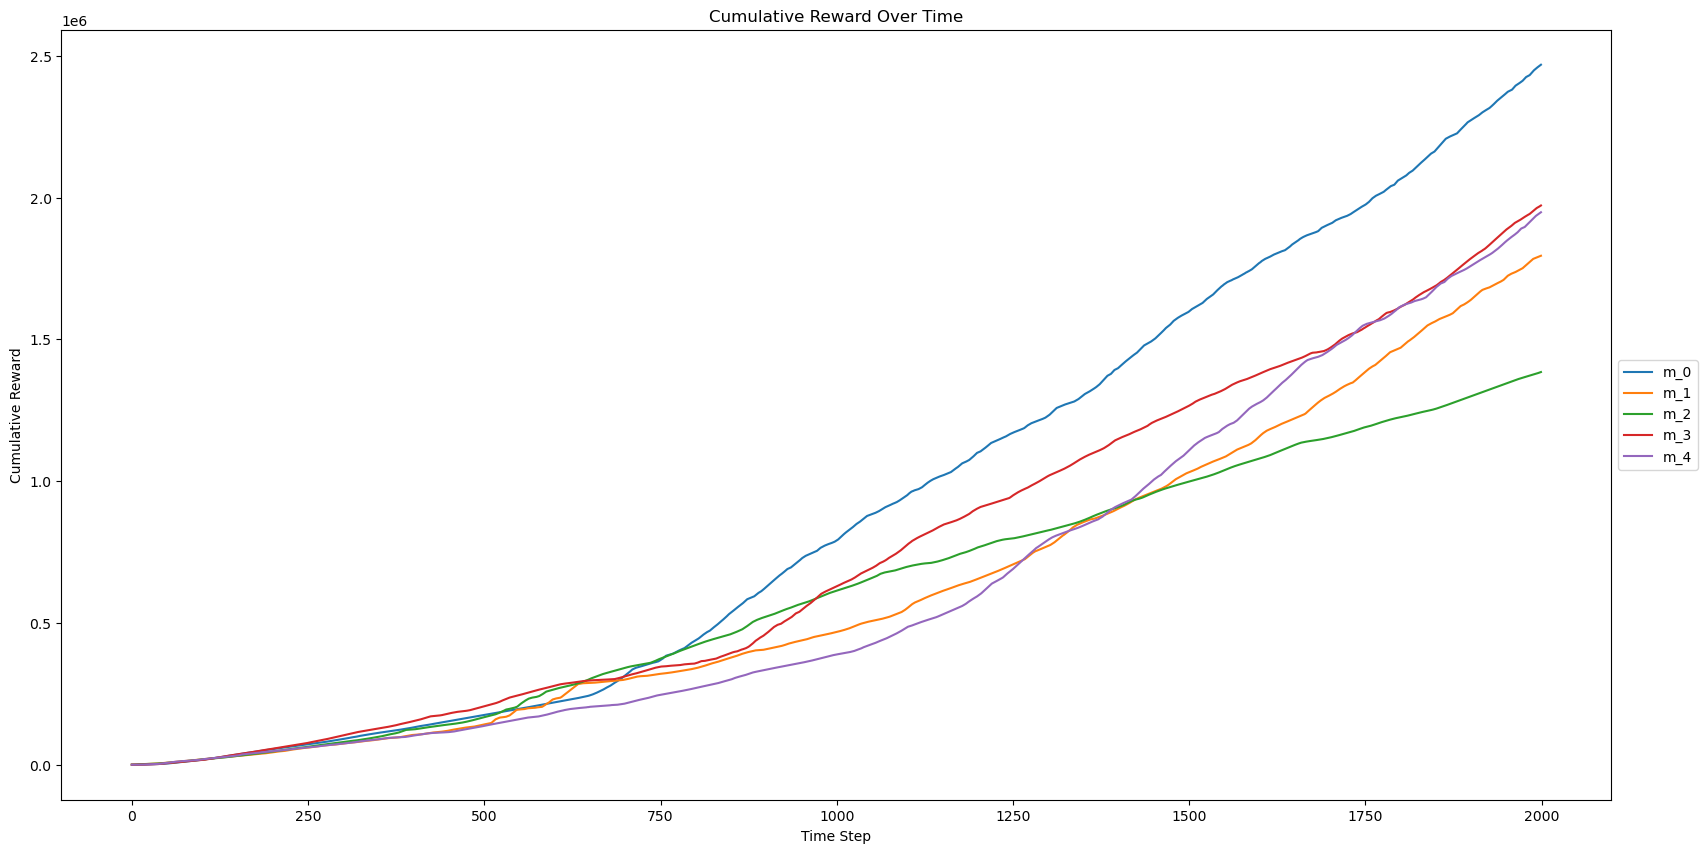 Cumulative Reward Over Time
1e6
2.5
2.0
1.5
1.0
0.5
0.0
Cumulative Reward
0 250 500 750 1000 1250 1500 1750 2000
Time Step
m_0
m_1
m_2
m_3
m_4